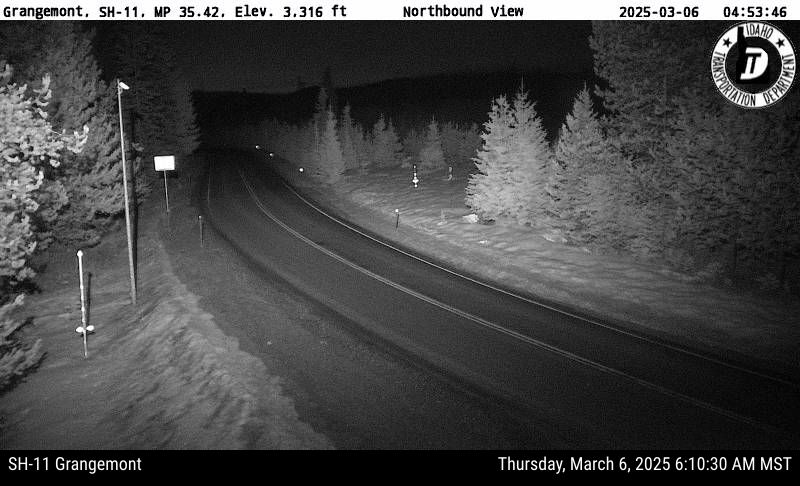 Grangemont, SH-11, MP 35.42, Elev. 3,316 ft Northbound View 2025-03-06 04:53:46
IDAHO
TRANSPORTATION DEPARTMENT
SH-11 Grangemont Thursday, March 6, 2025 6:10:30 AM MST